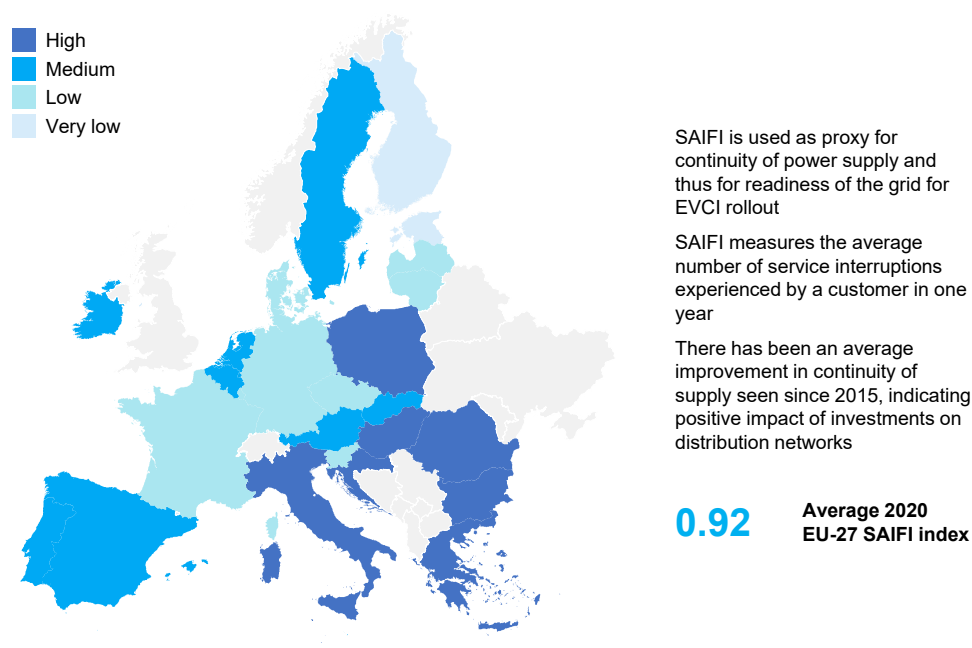 High
Medium
Low
Very low
SAIFI is used as proxy for
continuity of power supply and
thus for readiness of the grid for
EVCI rollout
SAIFI measures the average
number of service interruptions
experienced by a customer in one
year
There has been an average
improvement in continuity of
supply seen since 2015, indicating
positive impact of investments on
distribution networks
0.92
Average 2020
EU-27 SAIFI index